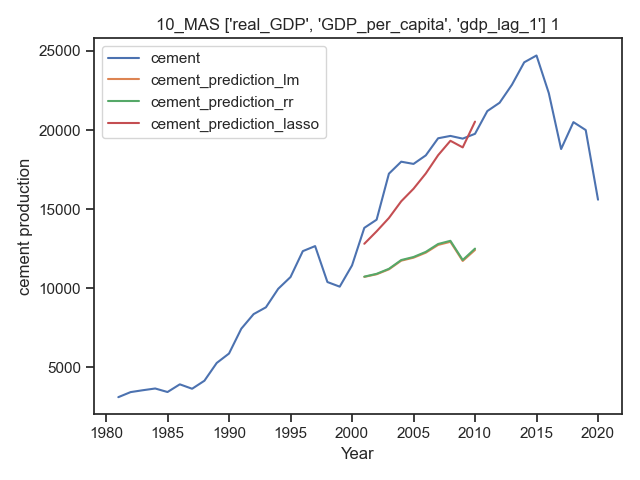 10_MAS ['real_GDP', 'GDP_per_capita', 'gdp_lag_1'] 1
25000
20000
15000
10000
5000
cement production
cement
cement_prediction_lm
cement_prediction_rr
cement_prediction_lasso
1980 1985 1990 1995 2000 2005 2010 2015 2020
Year